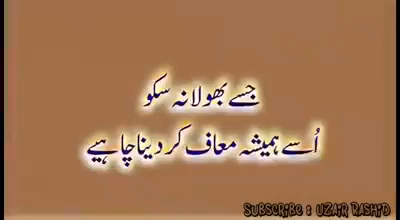 جسے بھولا نہ سکو
اُسے ہمیشہ معاف کر دینا چاہیے
SUBSCRIBE : UZAIR RASHID